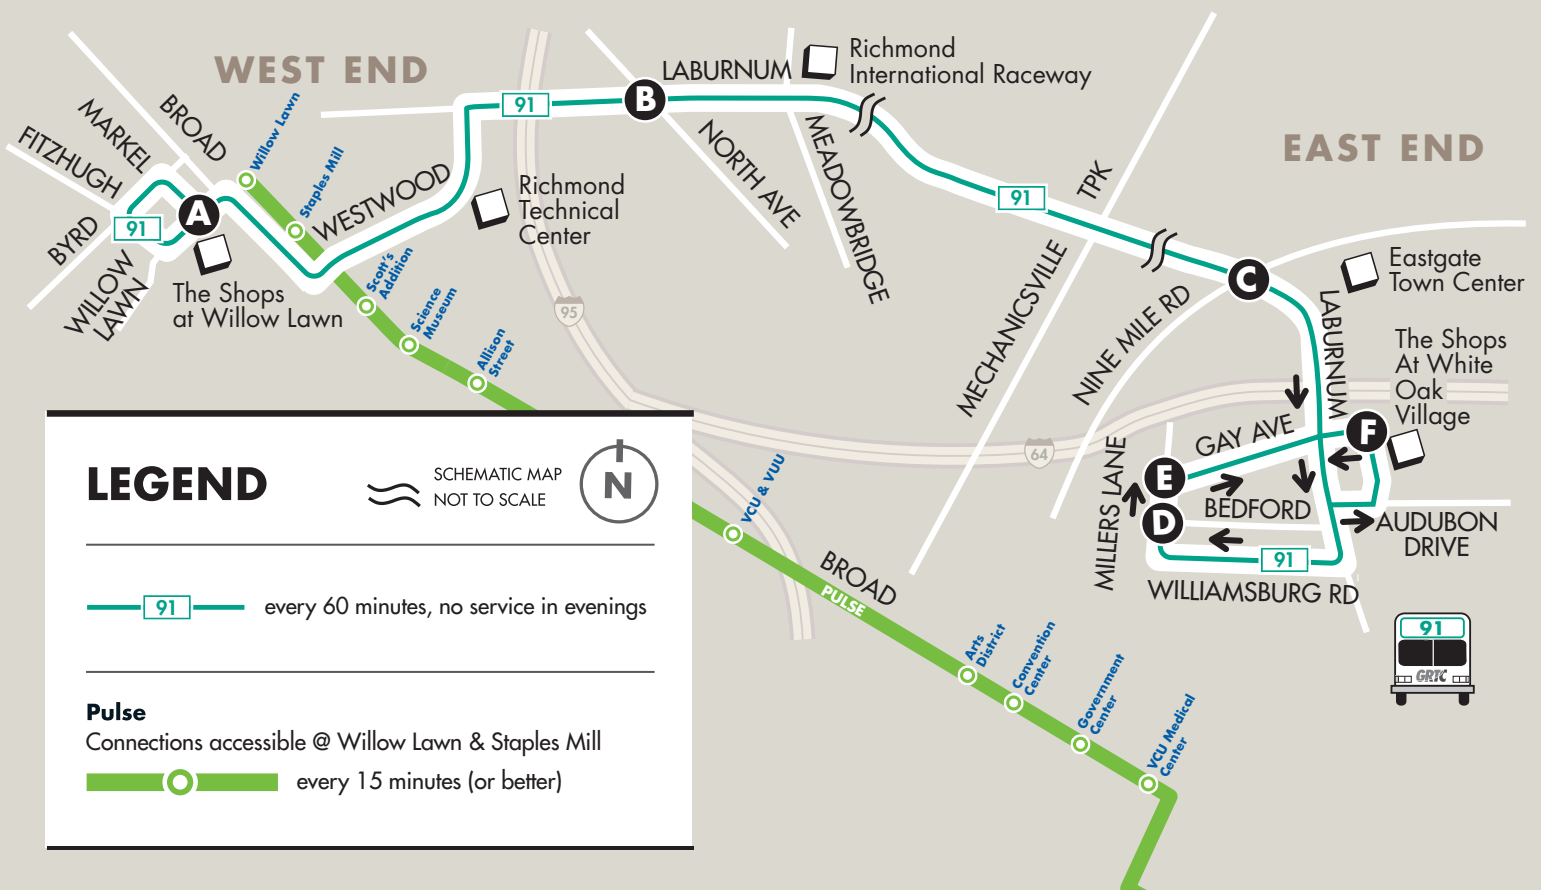 WEST END
EAST END
LABURNUM
Richmond
International Raceway
91
B
BROAD
MARKEL
FITZHUGH
BYRD
WILLOW
LAWN
91
A
The Shops
at Willow Lawn
Willow Lawn
Staples Mill
WESTWOOD
Richmond
Technical
Center
Scott's
Addition
Science
Museum
Allison
Street
95
NORTH AVE
MEADOWBRIDGE
91
MECHANICSVILLE
TPK
NINE MILE RD
C
Eastgate
Town Center
LABURNUM
The Shops
At White
Oak
Village
F
64
GAY AVE
E
BEDFORD
D
MILLERS LANE
AUDUBON
DRIVE
91
WILLIAMSBURG RD
91
GRTC
VCU & VUU
BROAD
PULSE
Arts
District
Convention
Center
Government
Center
VCU Medical
Center
LEGEND
SCHEMATIC MAP
NOT TO SCALE
N
91
every 60 minutes, no service in evenings
Pulse
Connections accessible @ Willow Lawn & Staples Mill
every 15 minutes (or better)